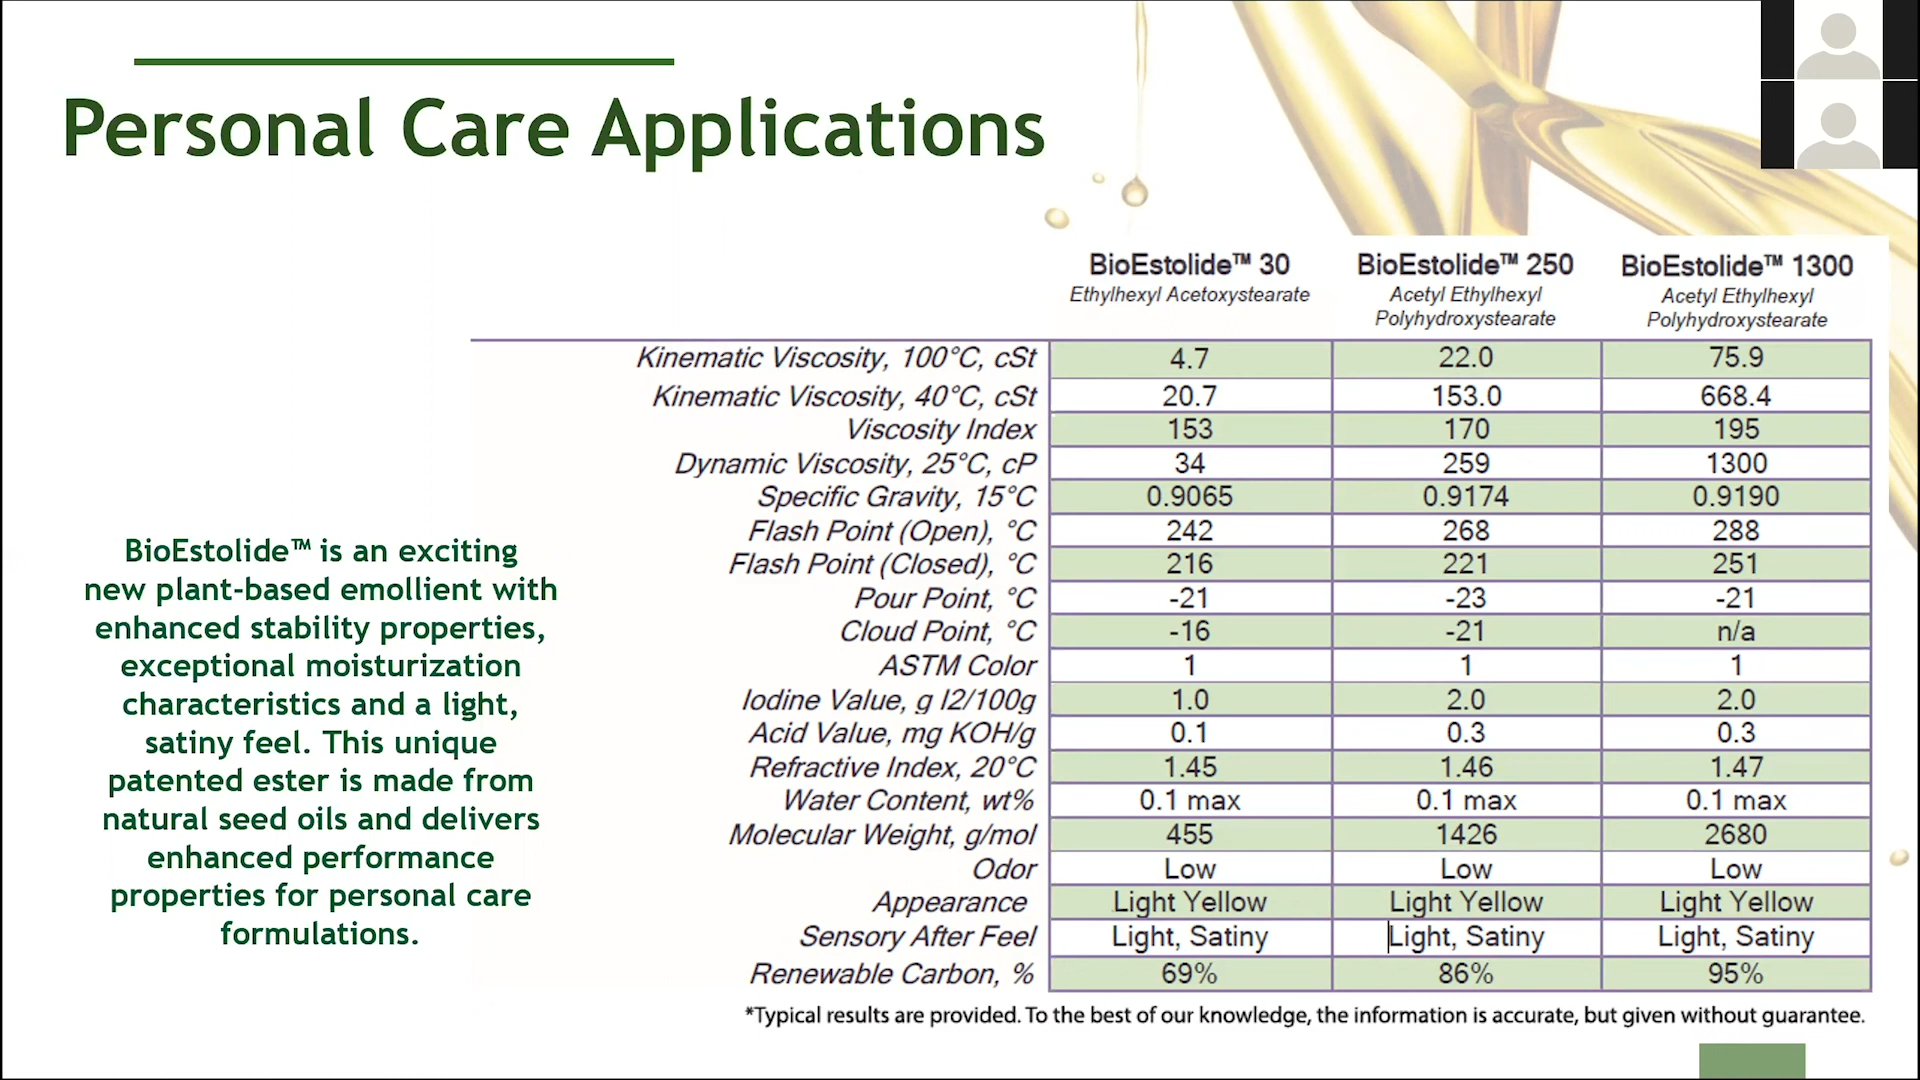 Personal Care Applications
BioEstolide™ 30 BioEstolide™ 250 BioEstolide™ 1300
Ethylhexyl Acetoxystearate Acetyl Ethylhexyl Acetyl Ethylhexyl
Polyhydroxystearate Polyhydroxystearate
Kinematic Viscosity, 100°C, cSt 4.7 22.0 75.9
Kinematic Viscosity, 40°C, cSt 20.7 153.0 668.4
Viscosity Index 153 170 195
Dynamic Viscosity, 25°C, cP 34 259 1300
Specific Gravity, 15°C 0.9065 0.9174 0.9190
Flash Point (Open), °C 242 268 288
Flash Point (Closed), °C 216 221 251
Pour Point, °C -21 -23 -21
Cloud Point, °C -16 -21 n/a
ASTM Color 1 1 1
Iodine Value, g I2/100g 1.0 2.0 2.0
Acid Value, mg KOH/g 0.1 0.3 0.3
Refractive Index, 20°C 1.45 1.46 1.47
Water Content, wt% 0.1 max 0.1 max 0.1 max
Molecular Weight, g/mol 455 1426 2680
Odor Low Low Low
Appearance Light Yellow Light Yellow Light Yellow
Sensory After Feel Light, Satiny Light, Satiny Light, Satiny
Renewable Carbon, % 69% 86% 95%
BioEstolide™ is an exciting
new plant-based emollient with
enhanced stability properties,
exceptional moisturization
characteristics and a light,
satiny feel. This unique
patented ester is made from
natural seed oils and delivers
enhanced performance
properties for personal care
formulations.
*Typical results are provided. To the best of our knowledge, the information is accurate, but given without guarantee.